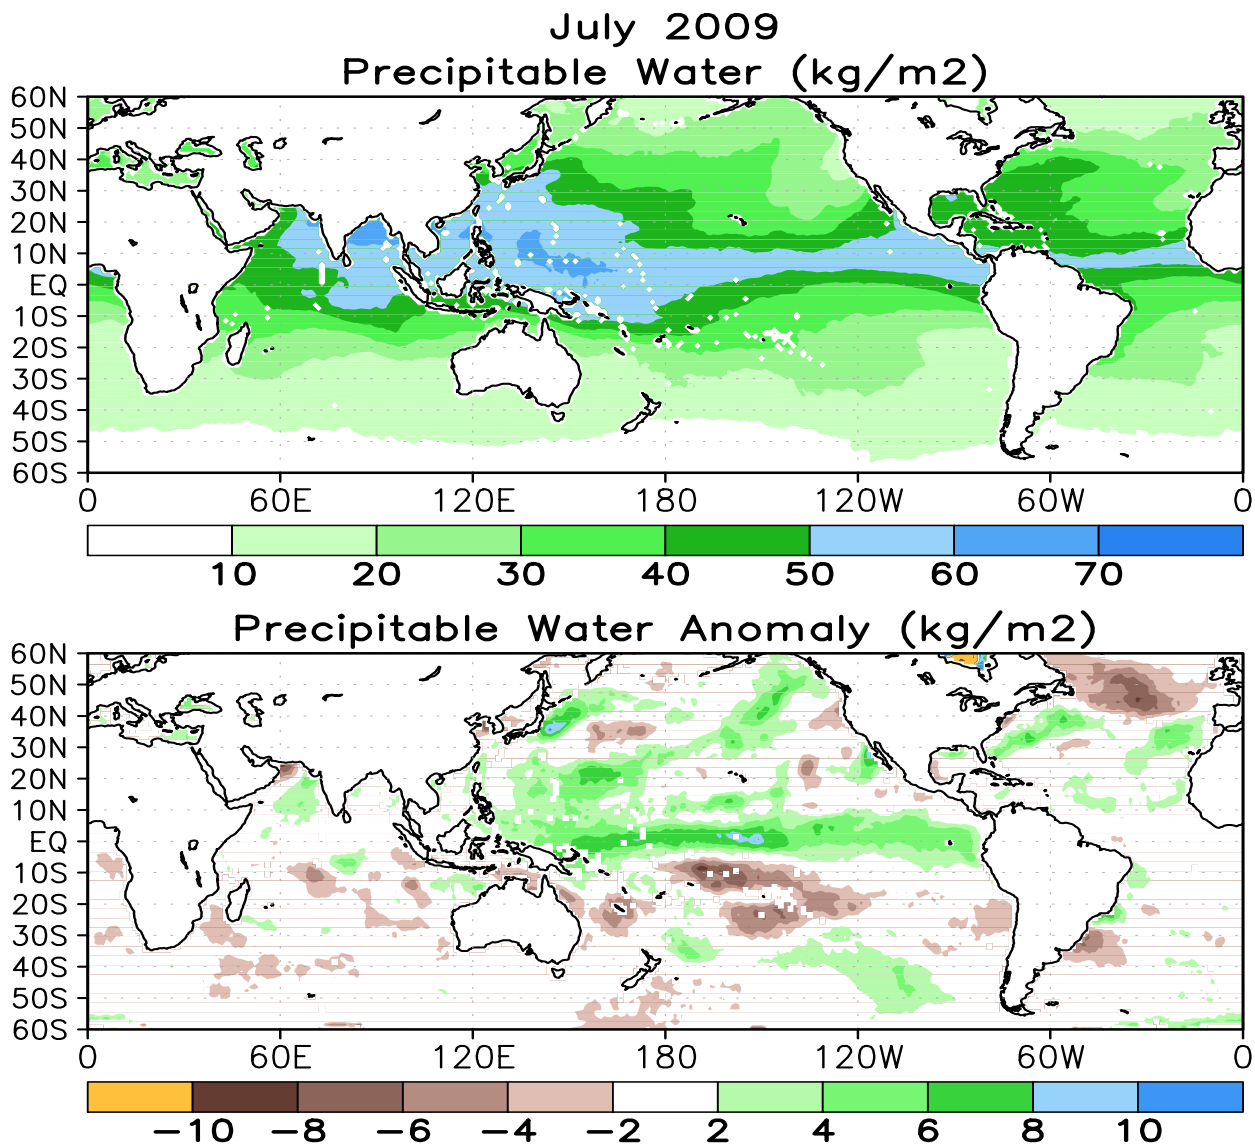 July 2009
Precipitable Water (kg/m2)
60N
50N
40N
30N
20N
10N
EQ
10S
20S
30S
40S
50S
60S
0 60E 120E 180 120W 60W 0
10 20 30 40 50 60 70
Precipitable Water Anomaly (kg/m2)
60N
50N
40N
30N
20N
10N
EQ
10S
20S
30S
40S
50S
60S
0 60E 120E 180 120W 60W 0
−10 −8 −6 −4 −2 2 4 6 8 10